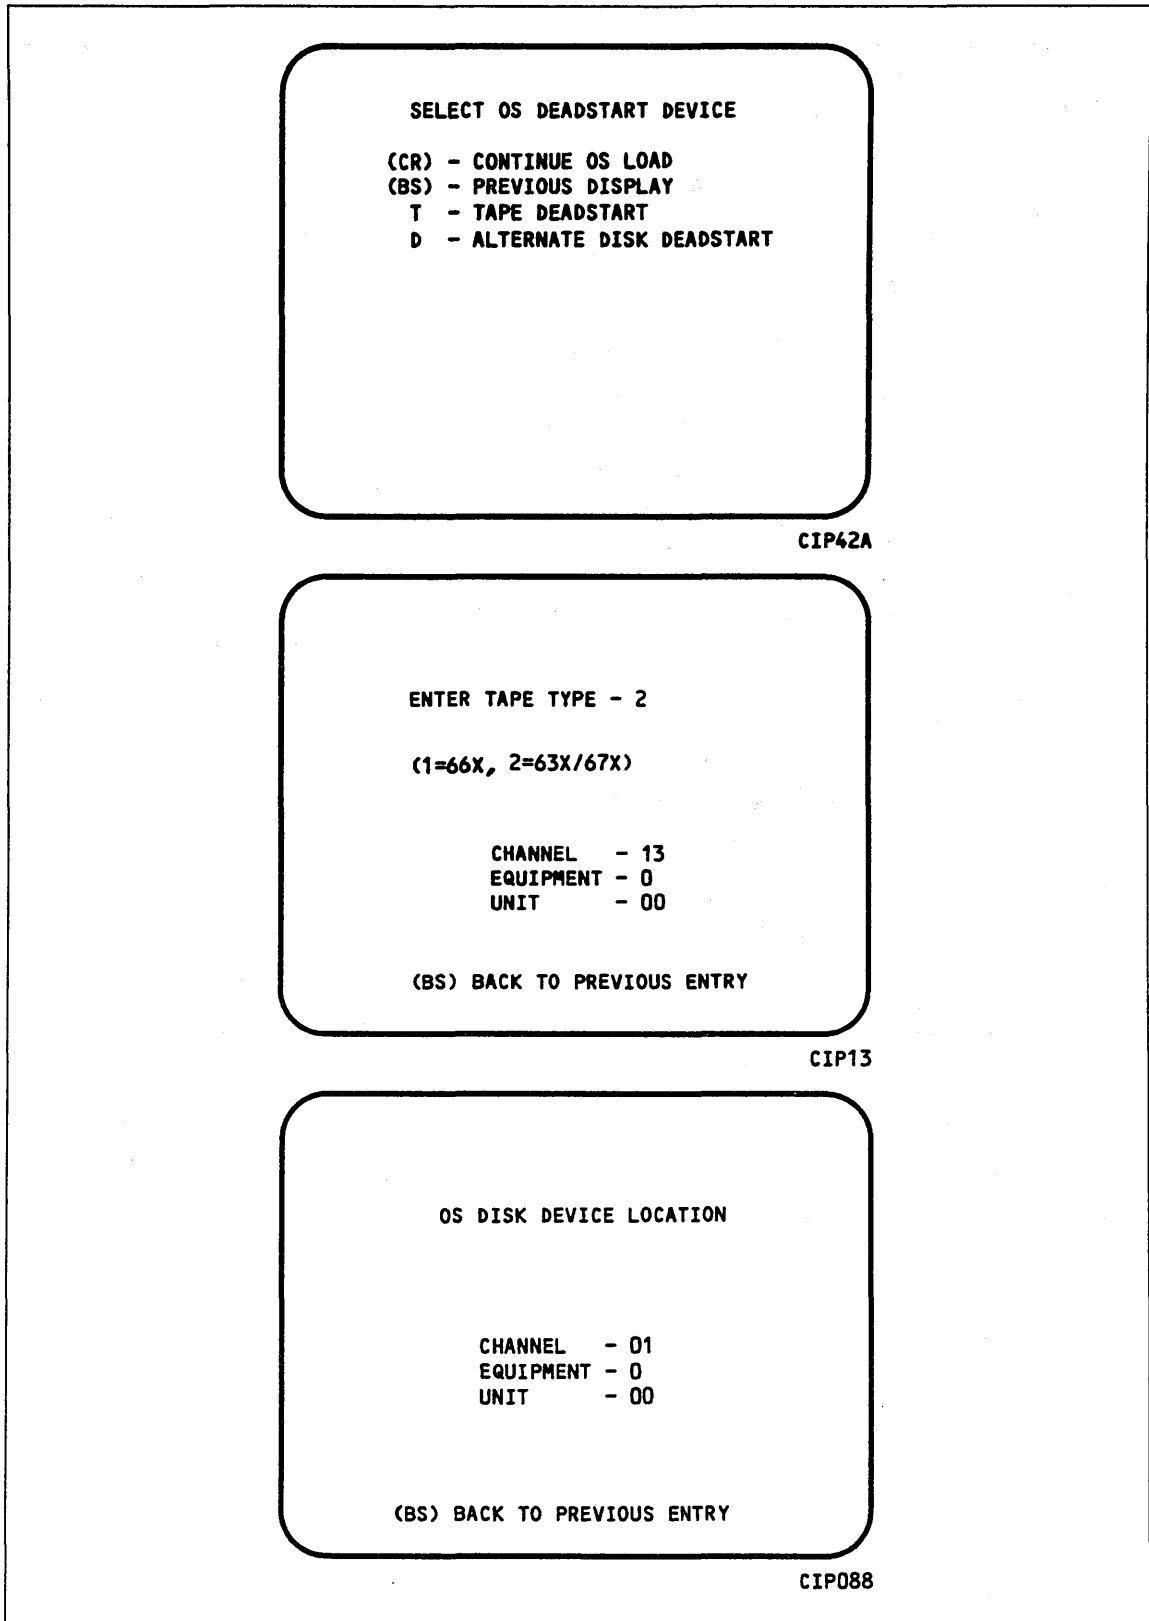 SELECT OS DEADSTART DEVICE
(CR) - CONTINUE OS LOAD
(BS) - PREVIOUS DISPLAY
T - TAPE DEADSTART
D - ALTERNATE DISK DEADSTART
CIP42A
ENTER TAPE TYPE - 2
(1=66X, 2=63X/67X)
CHANNEL - 13
EQUIPMENT - 0
UNIT - 00
(BS) BACK TO PREVIOUS ENTRY
CIP13
OS DISK DEVICE LOCATION
CHANNEL - 01
EQUIPMENT - 0
UNIT - 00
(BS) BACK TO PREVIOUS ENTRY
CIP088